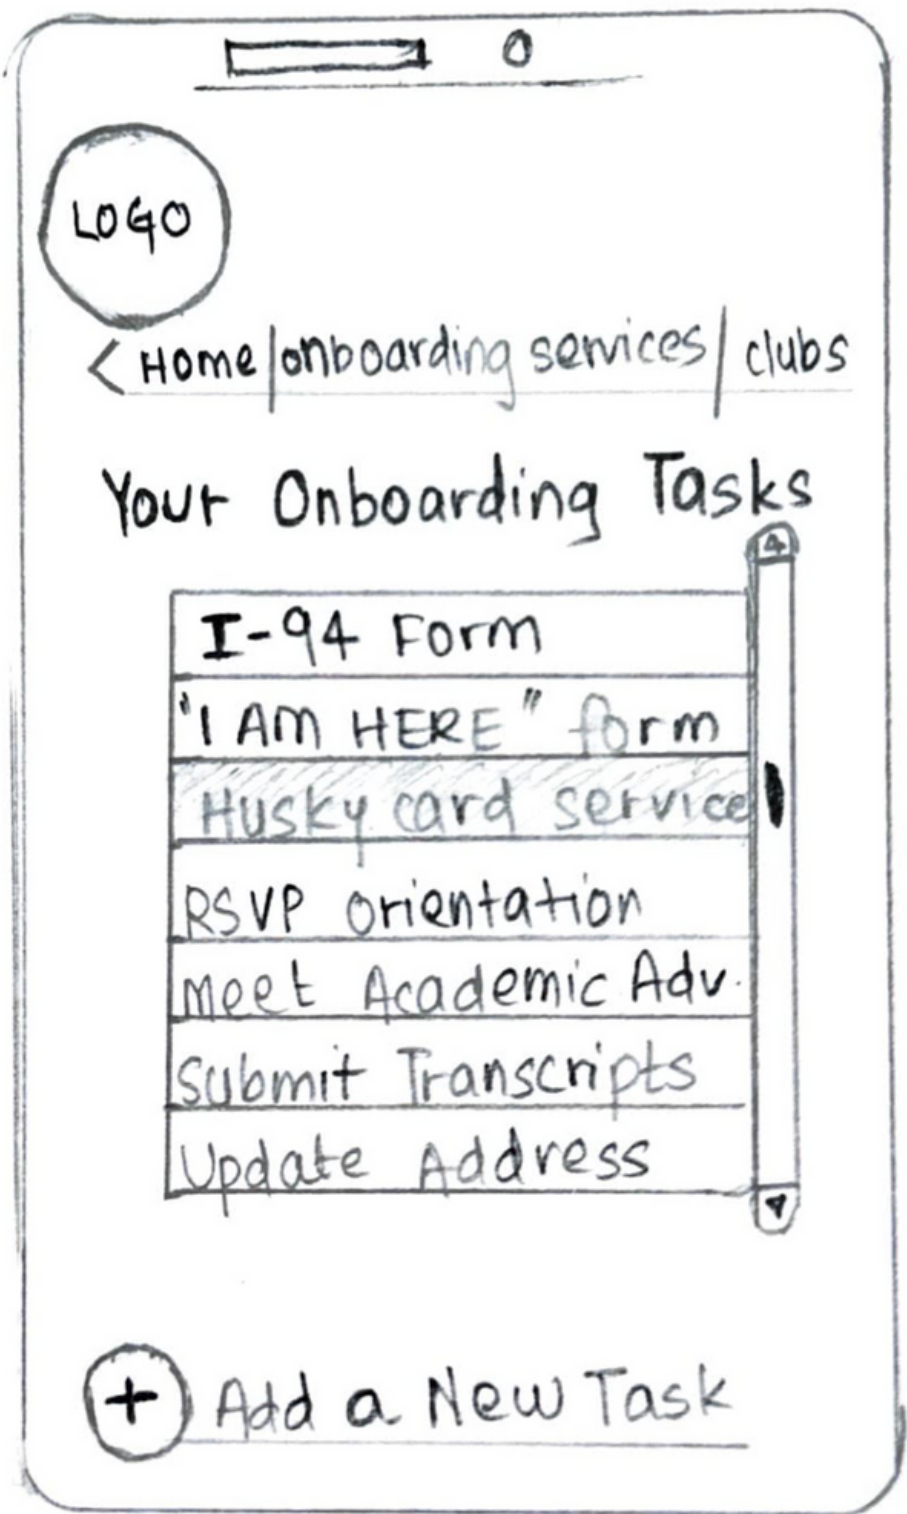 LOGO
< Home/onboarding services/clubs
Your Onboarding Tasks
I-94 Form
"I AM HERE" form
Husky card service
RSVP orientation
Meet Academic Adv.
Submit Transcripts
Update Address
+ Add a New Task